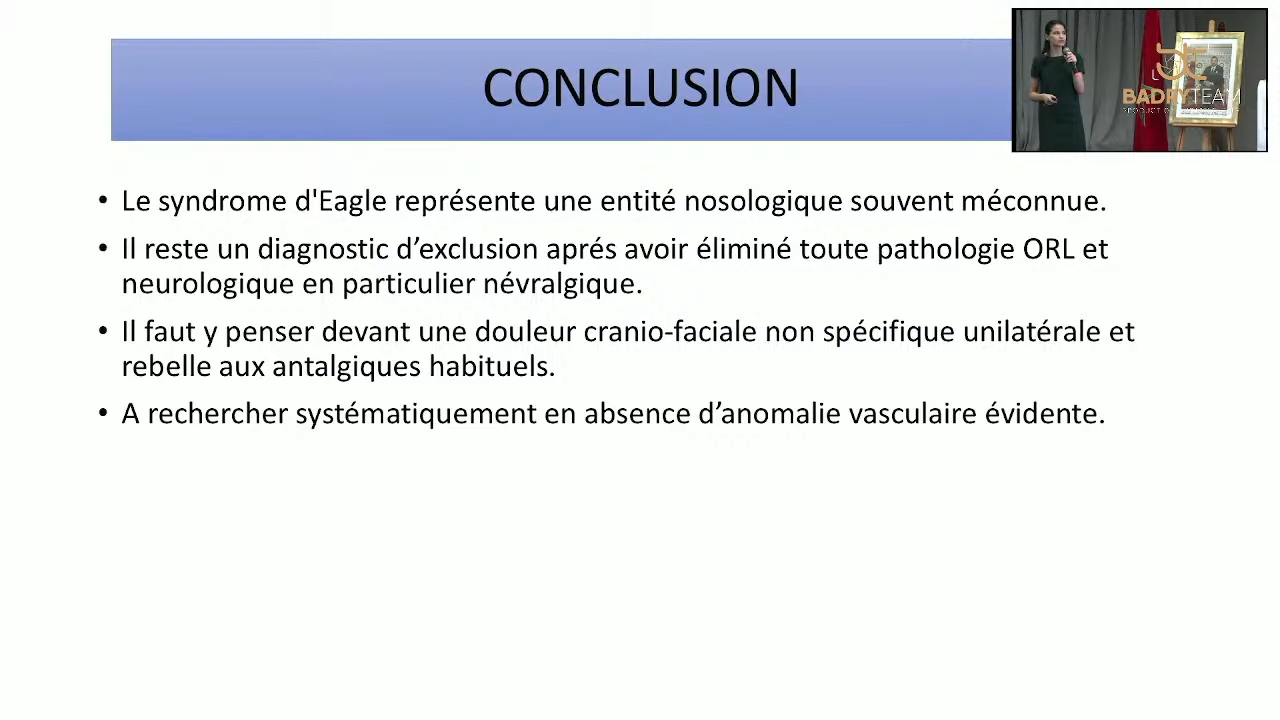 CONCLUSION
BADRYTEAM
• Le syndrome d'Eagle représente une entité nosologique souvent méconnue.
• Il reste un diagnostic d’exclusion aprés avoir éliminé toute pathologie ORL et
neurologique en particulier névralgique.
• Il faut y penser devant une douleur cranio-faciale non spécifique unilatérale et
rebelle aux antalgiques habituels.
• A rechercher systématiquement en absence d’anomalie vasculaire évidente.